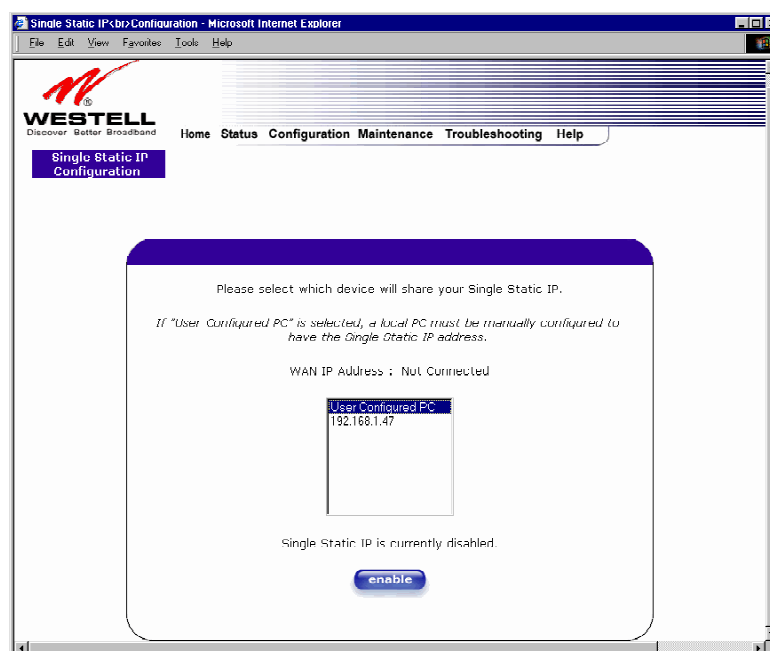 Single Static IP<br>Configuration - Microsoft Internet Explorer
File Edit View Favorites Tools Help
WESTELL
Discover Better Broadband
Home Status Configuration Maintenance Troubleshooting Help
Single Static IP
Configuration
Please select which device will share your Single Static IP.
If "User Configured PC" is selected, a local PC must be manually configured to
have the Single Static IP address.
WAN IP Address : Not Connected
User Configured PC
192.168.1.47
Single Static IP is currently disabled.
enable